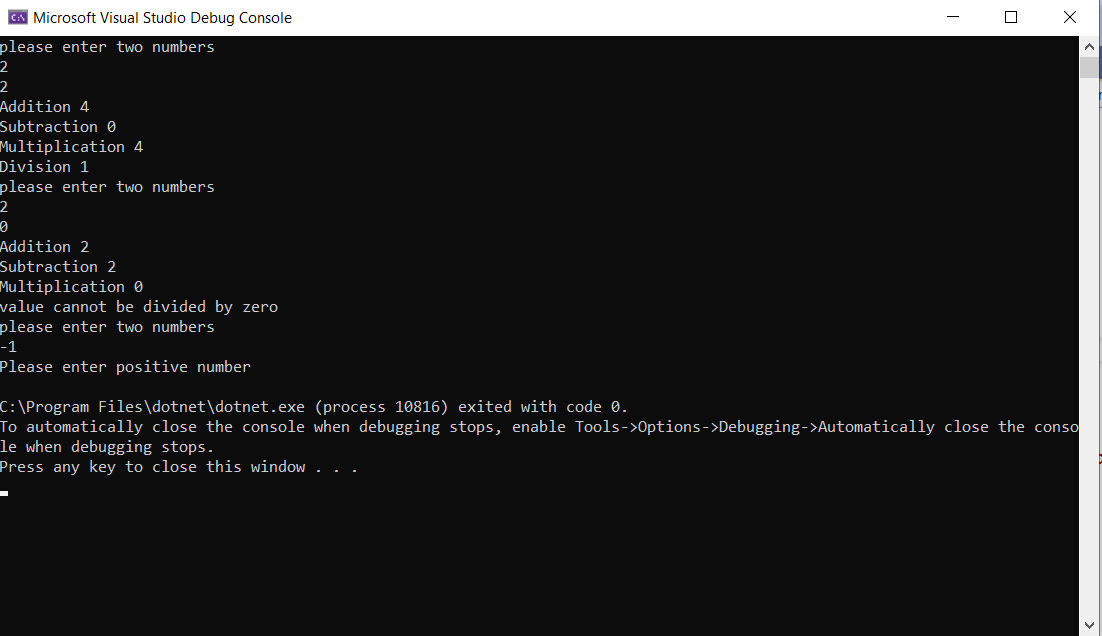 Microsoft Visual Studio Debug Console
please enter two numbers
2
2
Addition 4
Subtraction 0
Multiplication 4
Division 1
please enter two numbers
2
0
Addition 2
Subtraction 2
Multiplication 0
value cannot be divided by zero
please enter two numbers
-1
Please enter positive number
C:\Program Files\dotnet\dotnet.exe (process 10816) exited with code 0.
To automatically close the console when debugging stops, enable Tools->Options->Debugging->Automatically close the conso
le when debugging stops.
Press any key to close this window . . .